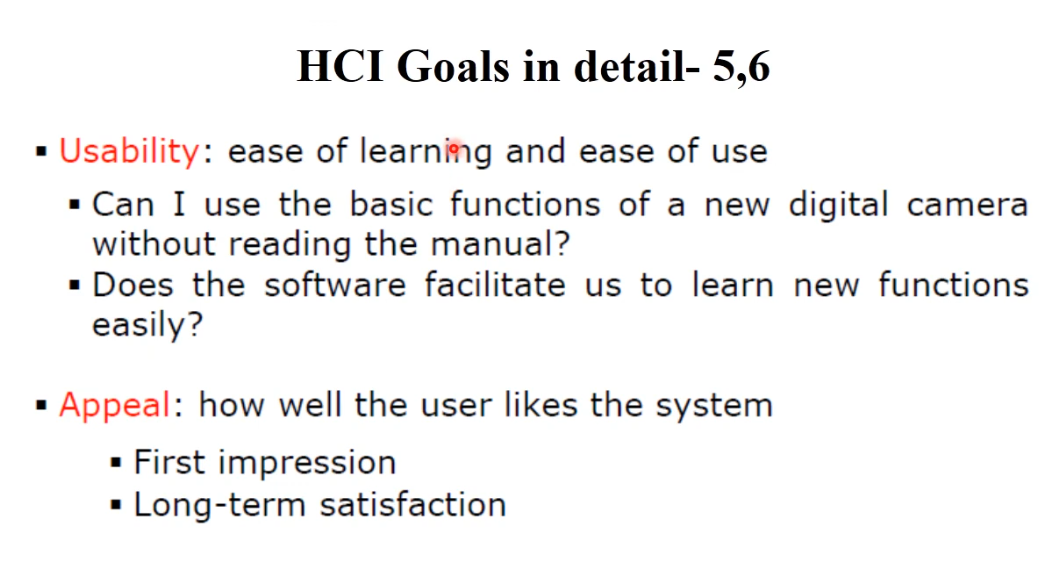 HCI Goals in detail- 5,6
▪ Usability: ease of learning and ease of use
▪ Can I use the basic functions of a new digital camera
without reading the manual?
▪ Does the software facilitate us to learn new functions
easily?
▪ Appeal: how well the user likes the system
▪ First impression
▪ Long-term satisfaction